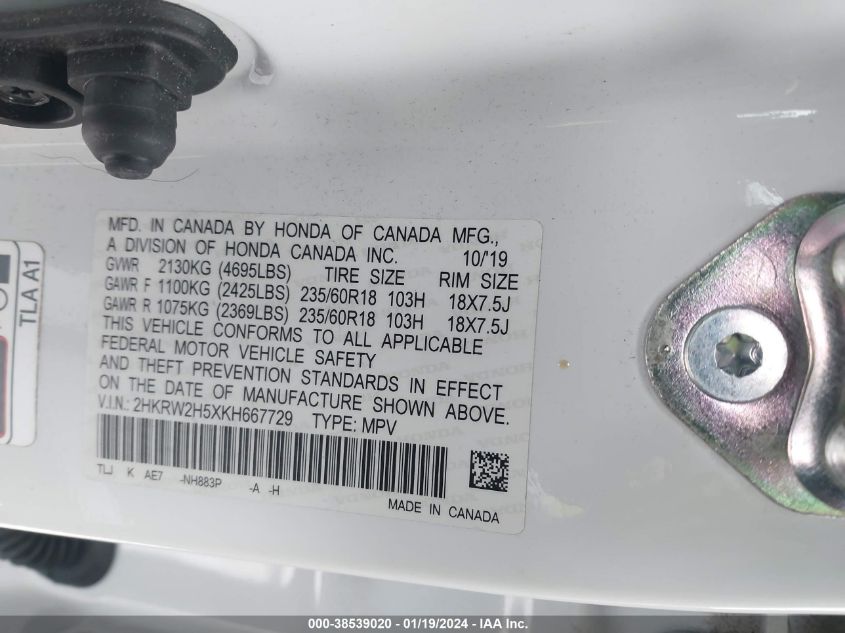 MFD. IN CANADA BY HONDA OF CANADA MFG.,
A DIVISION OF HONDA CANADA INC. 10/'19
GVWR 2130KG (4695LBS) TIRE SIZE RIM SIZE
GAWR F 1100KG (2425LBS) 235/60R18 103H 18X7.5J
GAWR R 1075KG (2369LBS) 235/60R18 103H 18X7.5J
THIS VEHICLE CONFORMS TO ALL APPLICABLE
FEDERAL MOTOR VEHICLE SAFETY
AND THEFT PREVENTION STANDARDS IN EFFECT
ON THE DATE OF MANUFACTURE SHOWN ABOVE.
V.I.N.: 2HKRW2H5XKH667729 TYPE: MPV
TLJ K AE7 -NH883P -A -H
MADE IN CANADA
TLA A1
000-38539020 - 01/19/2024 - IAA Inc.